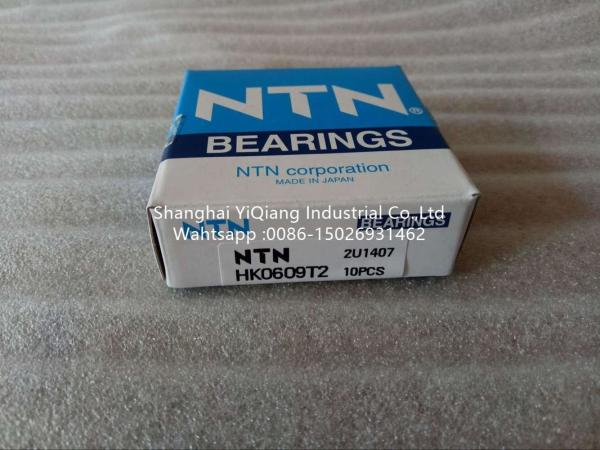 NTN®
BEARINGS
NTN corporation
MADE IN JAPAN
Shanghai YiQiang Industrial Co.,Ltd
NTN BEARINGS
Wahtsapp :0086-15026931462
NTN 2U1407
HK0609T2 10PCS